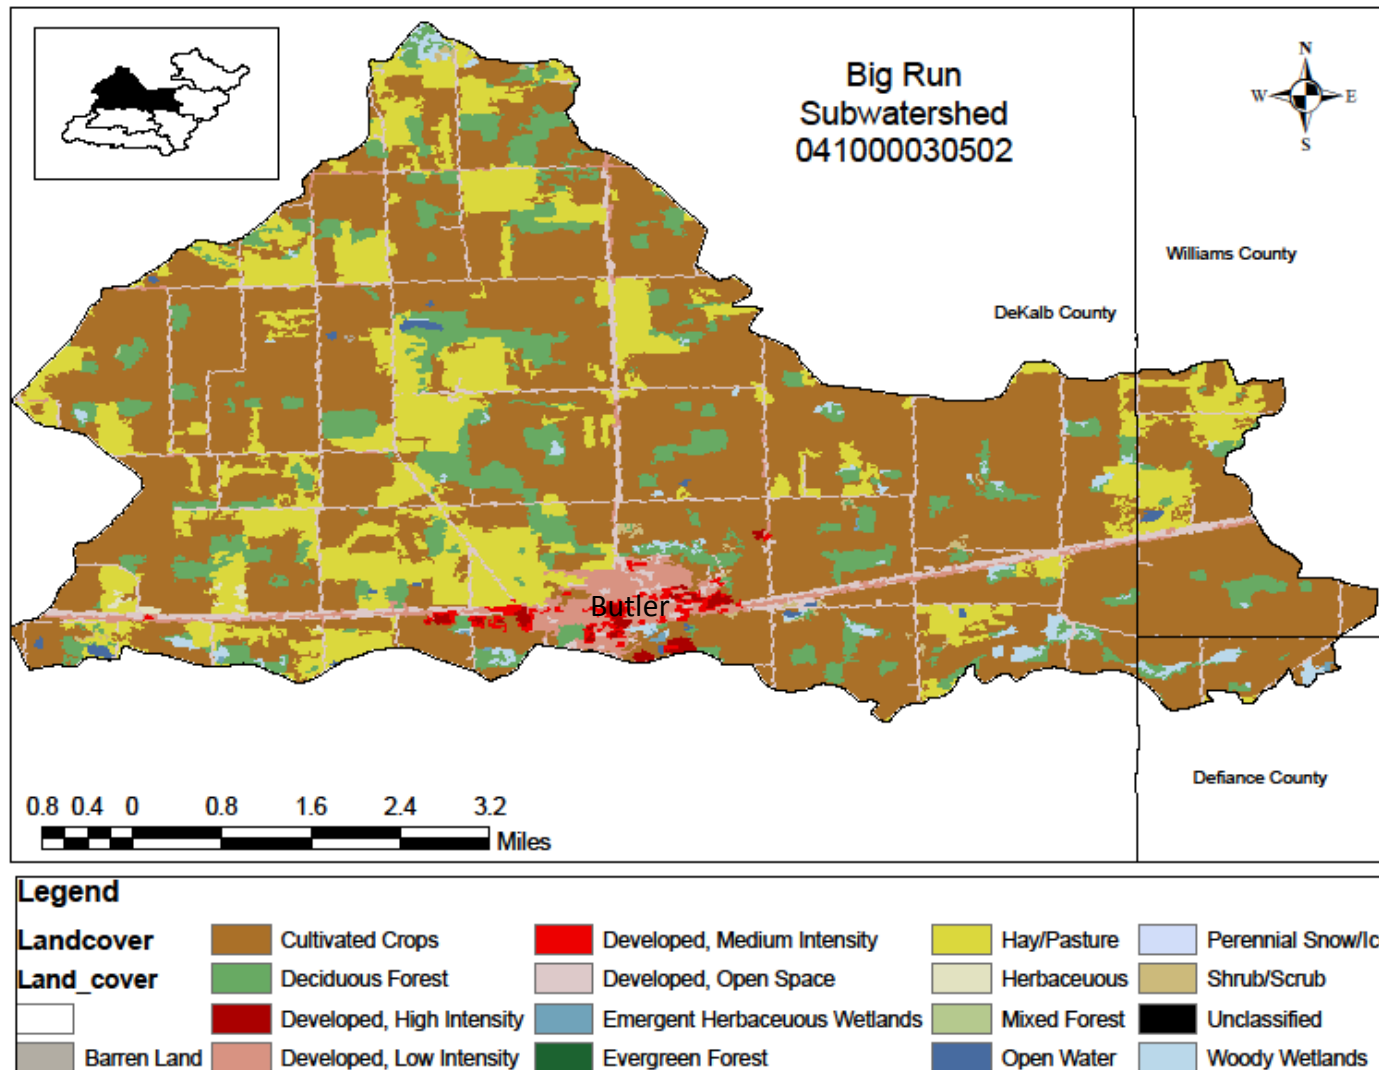 Big Run
Subwatershed
041000030502
N
W E
S
Williams County
DeKalb County
Butler
Defiance County
0.8 0.4 0 0.8 1.6 2.4 3.2
Miles
Legend
Landcover
Land_cover
Barren Land
Cultivated Crops
Deciduous Forest
Developed, High Intensity
Developed, Low Intensity
Developed, Medium Intensity
Developed, Open Space
Emergent Herbaceuous Wetlands
Evergreen Forest
Hay/Pasture
Herbaceuous
Mixed Forest
Open Water
Perennial Snow/Ic
Shrub/Scrub
Unclassified
Woody Wetlands